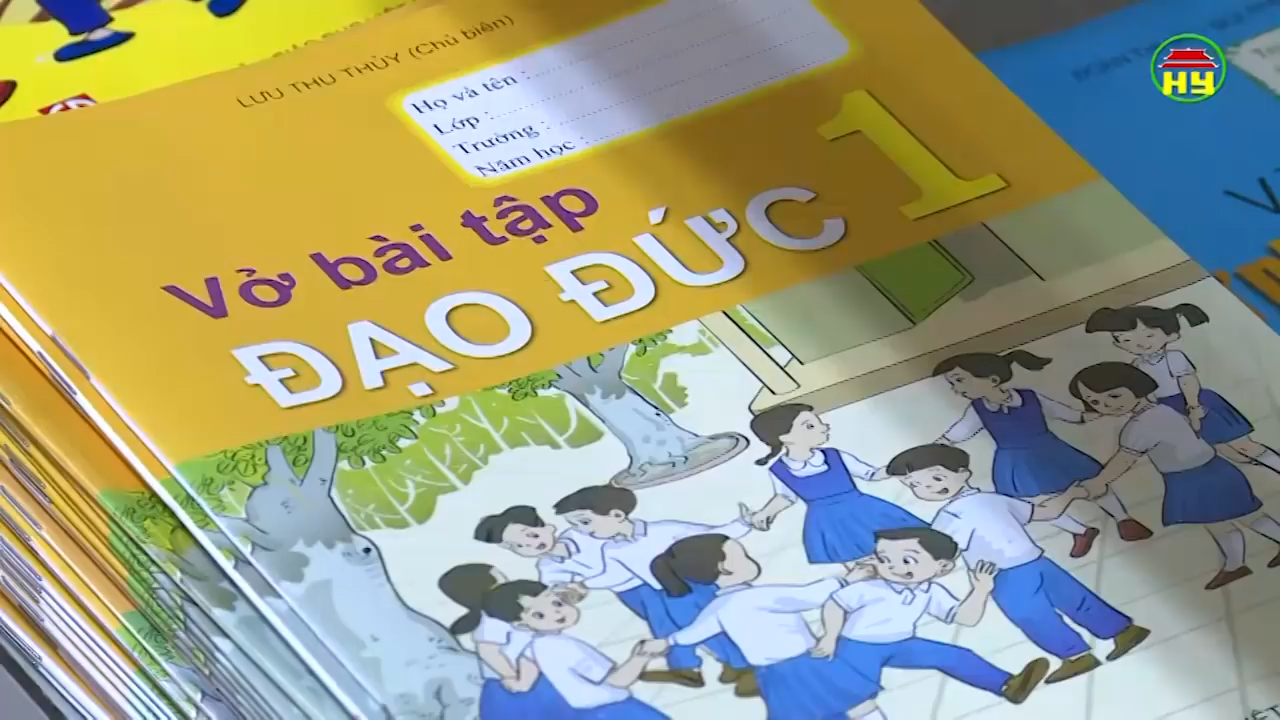 LƯU THU THỦY (Chủ biên)
Họ và tên :
Lớp :
Trường :
Năm học :
Vở bài tập
ĐẠO ĐỨC 1
HY